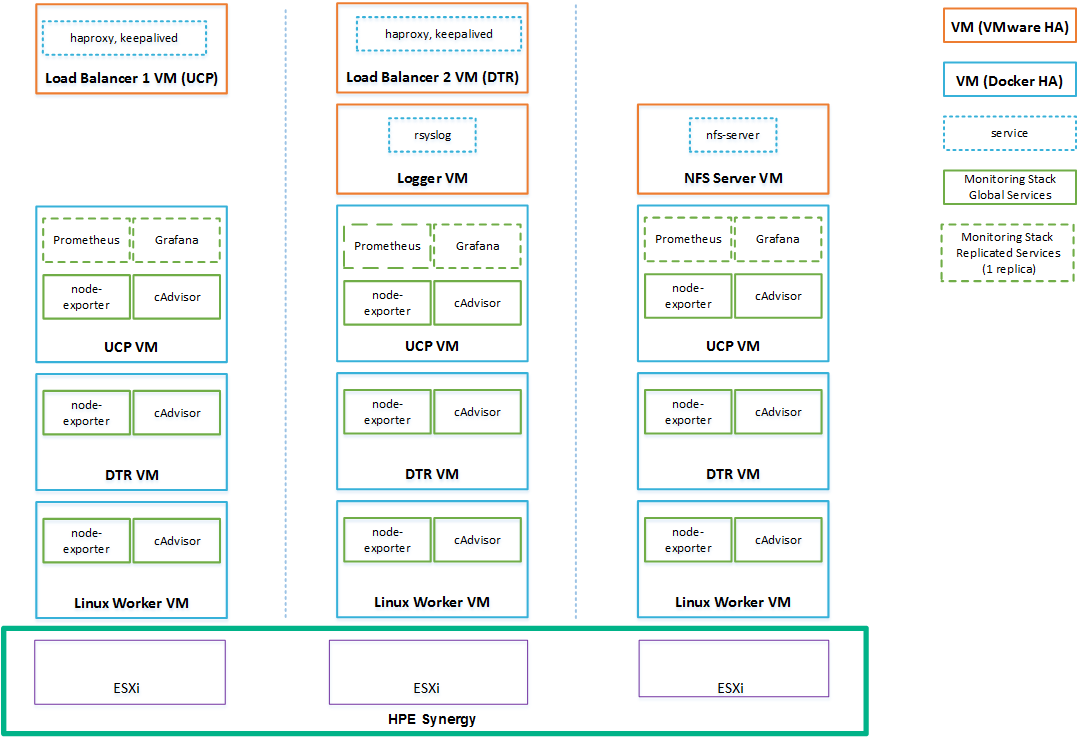 haproxy, keepalived
Load Balancer 1 VM (UCP)
haproxy, keepalived
Load Balancer 2 VM (DTR)
rsyslog
Logger VM
nfs-server
NFS Server VM
Prometheus
Grafana
node-
exporter
cAdvisor
UCP VM
Prometheus
Grafana
node-
exporter
cAdvisor
UCP VM
Prometheus
Grafana
node-
exporter
cAdvisor
UCP VM
node-
exporter
cAdvisor
DTR VM
node-
exporter
cAdvisor
DTR VM
node-
exporter
cAdvisor
DTR VM
node-
exporter
cAdvisor
Linux Worker VM
node-
exporter
cAdvisor
Linux Worker VM
node-
exporter
cAdvisor
Linux Worker VM
ESXi
ESXi
ESXi
HPE Synergy
VM (VMware HA)
VM (Docker HA)
service
Monitoring Stack
Global Services
Monitoring Stack
Replicated Services
(1 replica)